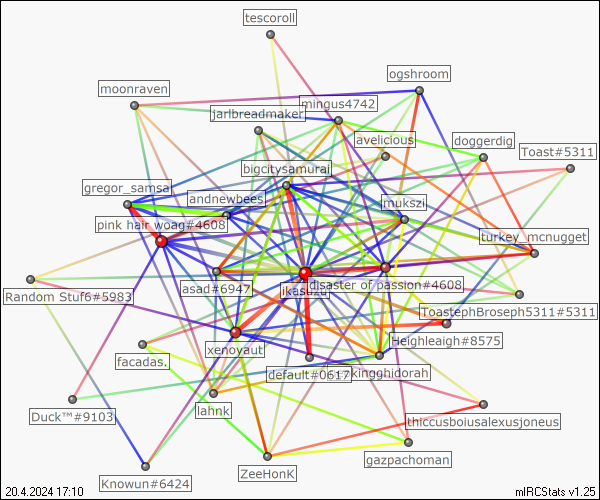 tescoroll
ogshroom
moonraven
mingus4742
jarlbreadmaker
avelicious
doggerdig
Toast#5311
bigcitysamurai
gregor_samsa
andnewbees
imukszi
pink hair woag#4608
turkey_mcnugget
disaster of passion#4608
asad#6947
jkasuzu
Random Stuf6#5983
ToastephBroseph5311#5311
Heighleaigh#8575
xenoyaut
facadas.
default#0617
kingghidorah
lahnk
Duck™#9103
thiccusboiusalexusjoneus
gazpachoman
ZeeHonK
Knowun#6424
20.4.2024 17:10
mIRCStats v1.25